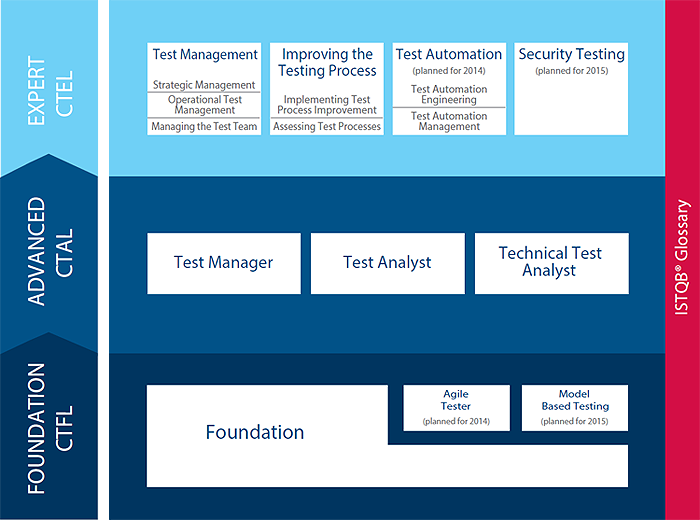 EXPERT
CTEL
Test Management
Strategic Management
Operational Test
Management
Managing the Test Team
Improving the
Testing Process
Implementing Test
Process Improvement
Assessing Test Processes
Test Automation
(planned for 2014)
Test Automation
Engineering
Test Automation
Management
Security Testing
(planned for 2015)
ADVANCED
CTAL
Test Manager
Test Analyst
Technical Test
Analyst
FOUNDATION
CTFL
Foundation
Agile
Tester
(planned for 2014)
Model
Based Testing
(planned for 2015)
ISTQB® Glossary